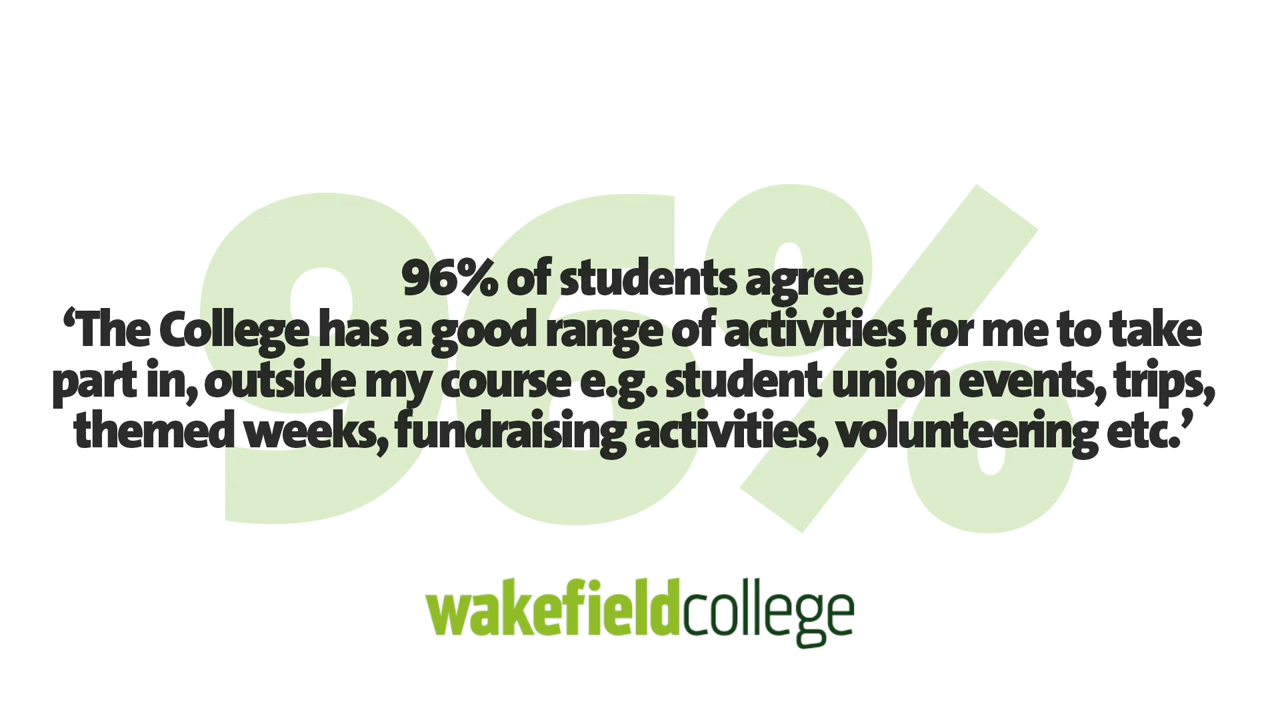 96%
96% of students agree
‘The College has a good range of activities for me to take
part in, outside my course e.g. student union events, trips,
themed weeks, fundraising activities, volunteering etc.’
wakefieldcollege